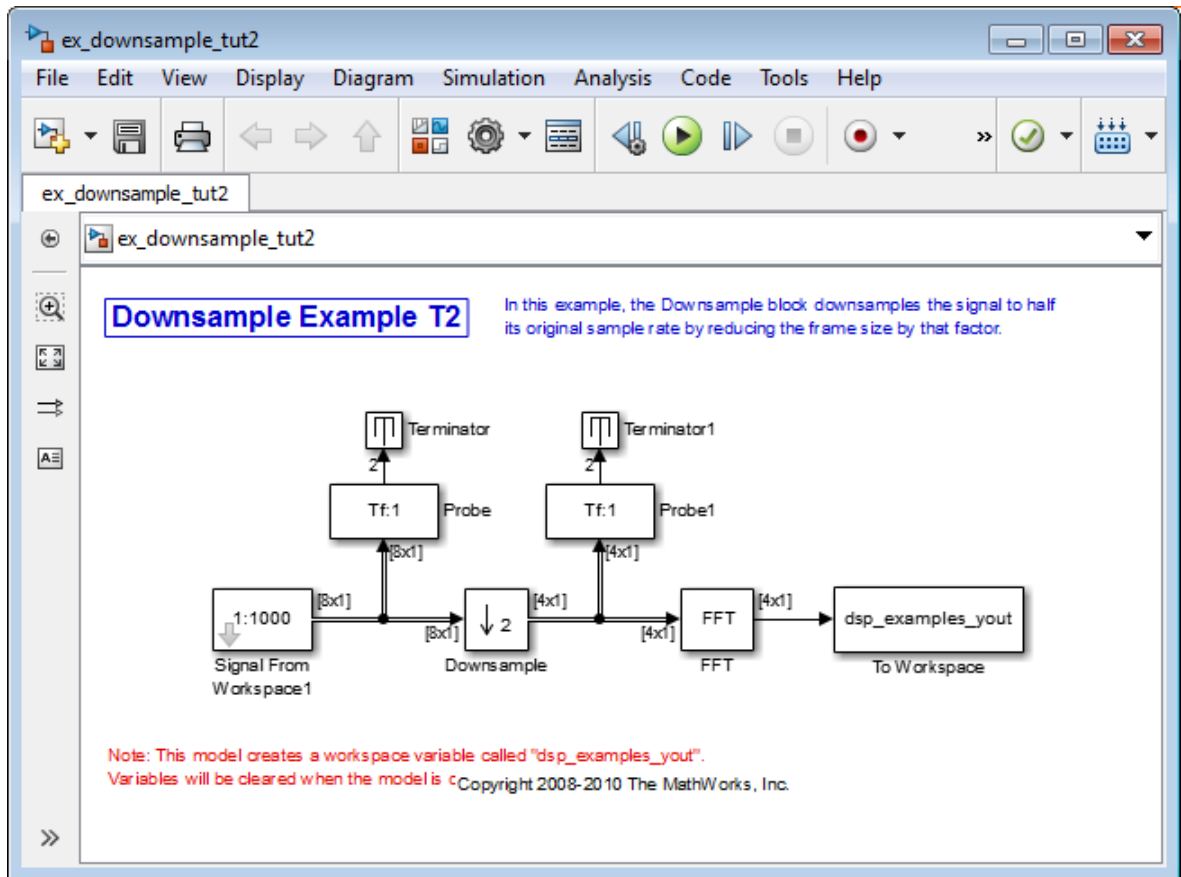 ex_downsample_tut2
File Edit View Display Diagram Simulation Analysis Code Tools Help
»
ex_downsample_tut2
ex_downsample_tut2
Downsample Example T2
In this example, the Downsample block downsamples the signal to half
its original sample rate by reducing the frame size by that factor.
Terminator
Terminator1
2
2
Tf:1
Probe
Tf:1
Probe1
[8x1]
[4x1]
1:1000
[8x1]
[8x1]
2
[4x1]
[4x1]
FFT
[4x1]
dsp_examples_yout
Signal From
Workspace1
Downsample
FFT
To Workspace
Note: This model creates a workspace variable called "dsp_examples_yout".
Variables will be cleared when the model is c
Copyright 2008-2010 The MathWorks, Inc.